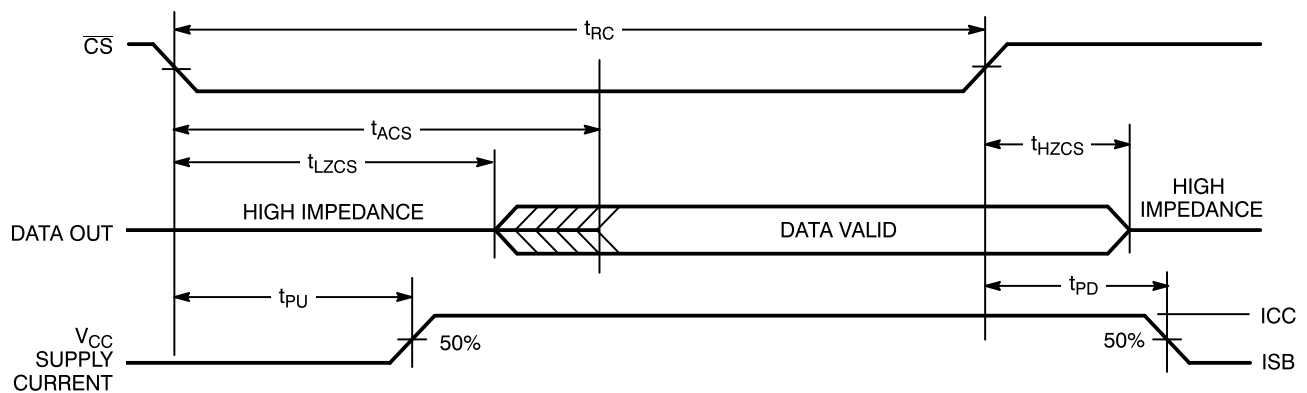 tRC
CS
tACS
tHZCS
tLZCS
HIGH IMPEDANCE
HIGH
IMPEDANCE
DATA OUT
DATA VALID
tPU
tPD
ICC
VCC
SUPPLY
CURRENT
50%
50%
ISB